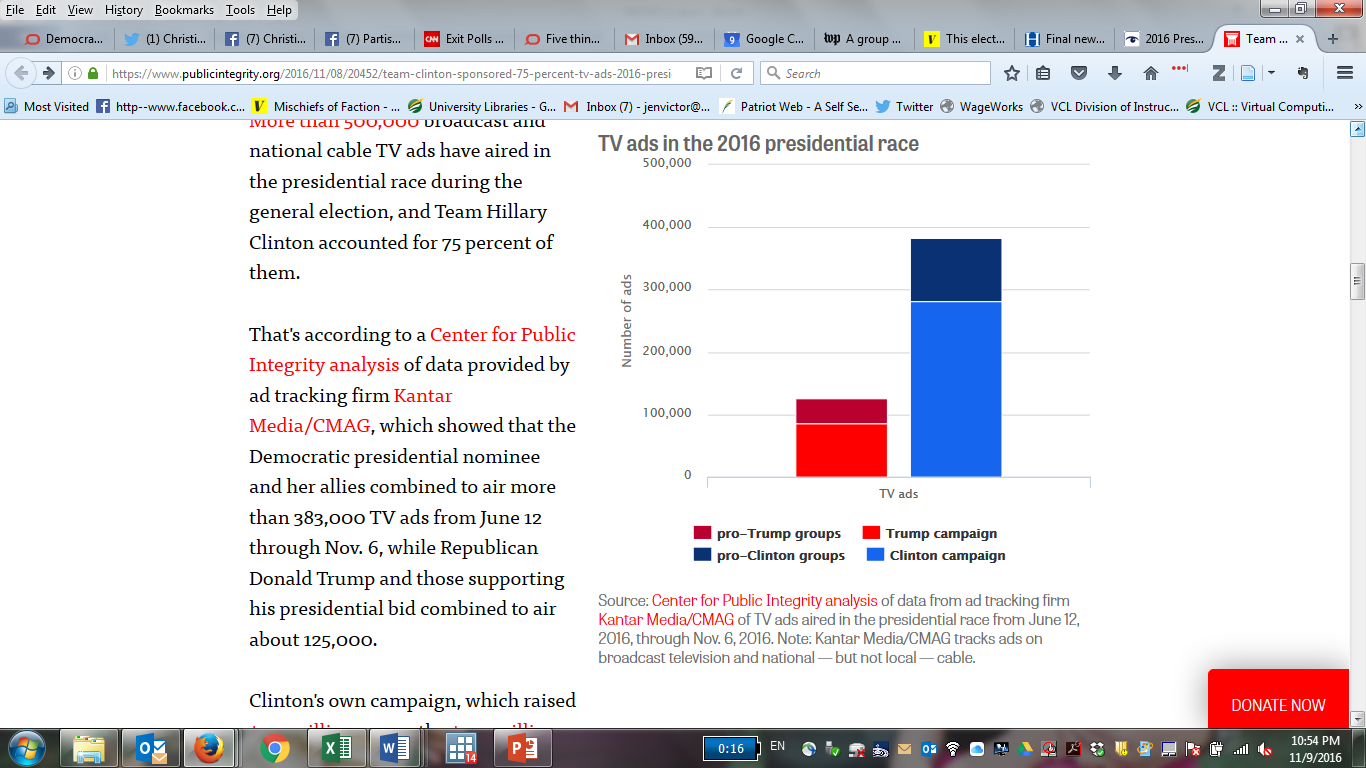 File Edit View History Bookmarks Tools Help
Democra... (1) Christi... (7) Christi... (7) Partis... CNN Exit Polls ... Five thin... Inbox (59... 9 Google C... wp A group ... V This elect... Final new... 2016 Pres... Team ...
https://www.publicintegrity.org/2016/11/08/20452/team-clinton-sponsored-75-percent-tv-ads-2016-presi Search
Most Visited http--www.facebook.c... V Mischiefs of Faction - ... University Libraries - G... Inbox (7) - jenvictor@... Patriot Web - A Self Se... Twitter WageWorks VCL Division of Instruc... VCL :: Virtual Computi...
More than 500,000 broadcast and
national cable TV ads have aired in
the presidential race during the
general election, and Team Hillary
Clinton accounted for 75 percent of
them.
That's according to a Center for Public
Integrity analysis of data provided by
ad tracking firm Kantar
Media/CMAG, which showed that the
Democratic presidential nominee
and her allies combined to air more
than 383,000 TV ads from June 12
through Nov. 6, while Republican
Donald Trump and those supporting
his presidential bid combined to air
about 125,000.
Clinton's own campaign, which raised
TV ads in the 2016 presidential race
500,000
400,000
300,000
200,000
100,000
0
Number of ads
TV ads
pro-Trump groups Trump campaign
pro-Clinton groups Clinton campaign
Source: Center for Public Integrity analysis of data from ad tracking firm
Kantar Media/CMAG of TV ads aired in the presidential race from June 12,
2016, through Nov. 6, 2016. Note: Kantar Media/CMAG tracks ads on
broadcast television and national — but not local — cable.
DONATE NOW
14
0:16 EN
10:54 PM
11/9/2016